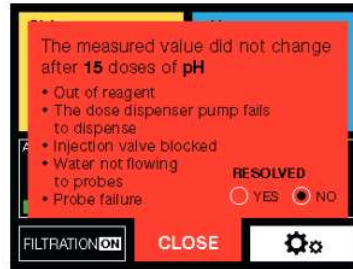 The measured value did not change
after 15 doses of pH
• Out of reagent
• The dose dispenser pump fails
to dispense
• Injection valve blocked
• Water not flowing
to probes
• Probe failure
RESOLVED
YES NO
FILTRATION ON
CLOSE